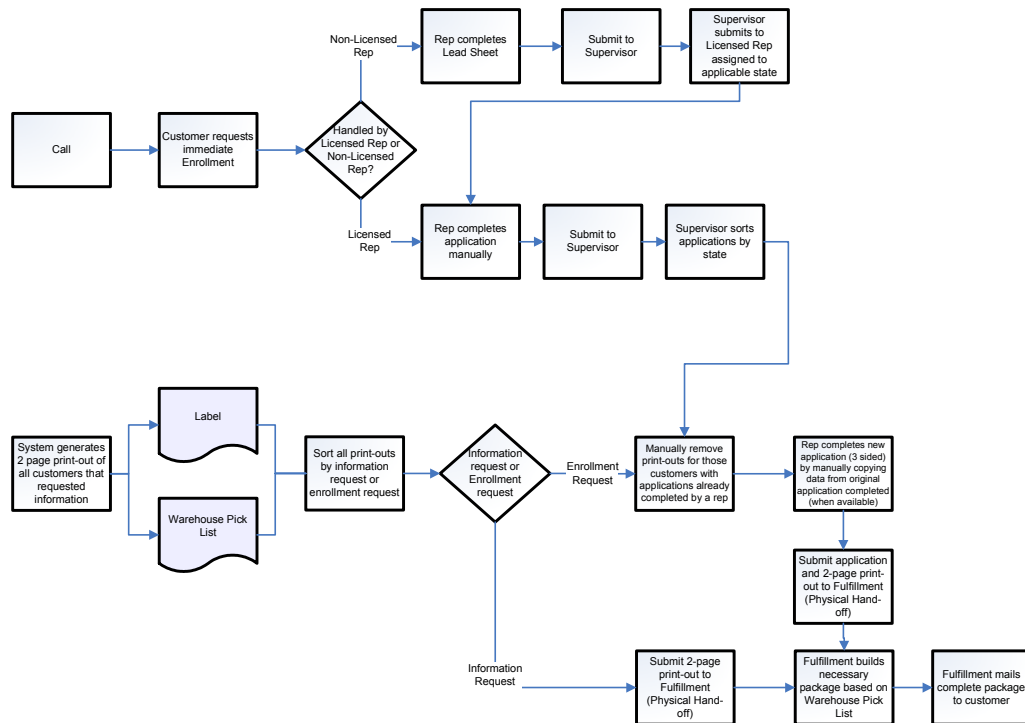 Non-Licensed
Rep
Rep completes
Lead Sheet
Submit to
Supervisor
Supervisor
submits to
Licensed Rep
assigned to
applicable state
Call
Customer requests
immediate
Enrollment
Handled by
Licensed Rep or
Non-Licensed
Rep?
Licensed
Rep
Rep completes
application
manually
Submit to
Supervisor
Supervisor sorts
applications by
state
Label
System generates
2 page print-out of
all customers that
requested
information
Warehouse Pick
List
Sort all print-outs
by information
request or
enrollment request
Information
request or
Enrollment
request
Enrollment
Request
Manually remove
print-outs for those
customers with
applications already
completed by a rep
Rep completes new
application (3 sided)
by manually copying
data from original
application completed
(when available)
Submit application
and 2-page print-
out to Fulfillment
(Physical Hand-
off)
Information
Request
Submit 2-page
print-out to
Fulfillment
(Physical Hand-
off)
Fulfillment builds
necessary
package based on
Warehouse Pick
List
Fulfillment mails
complete package
to customer